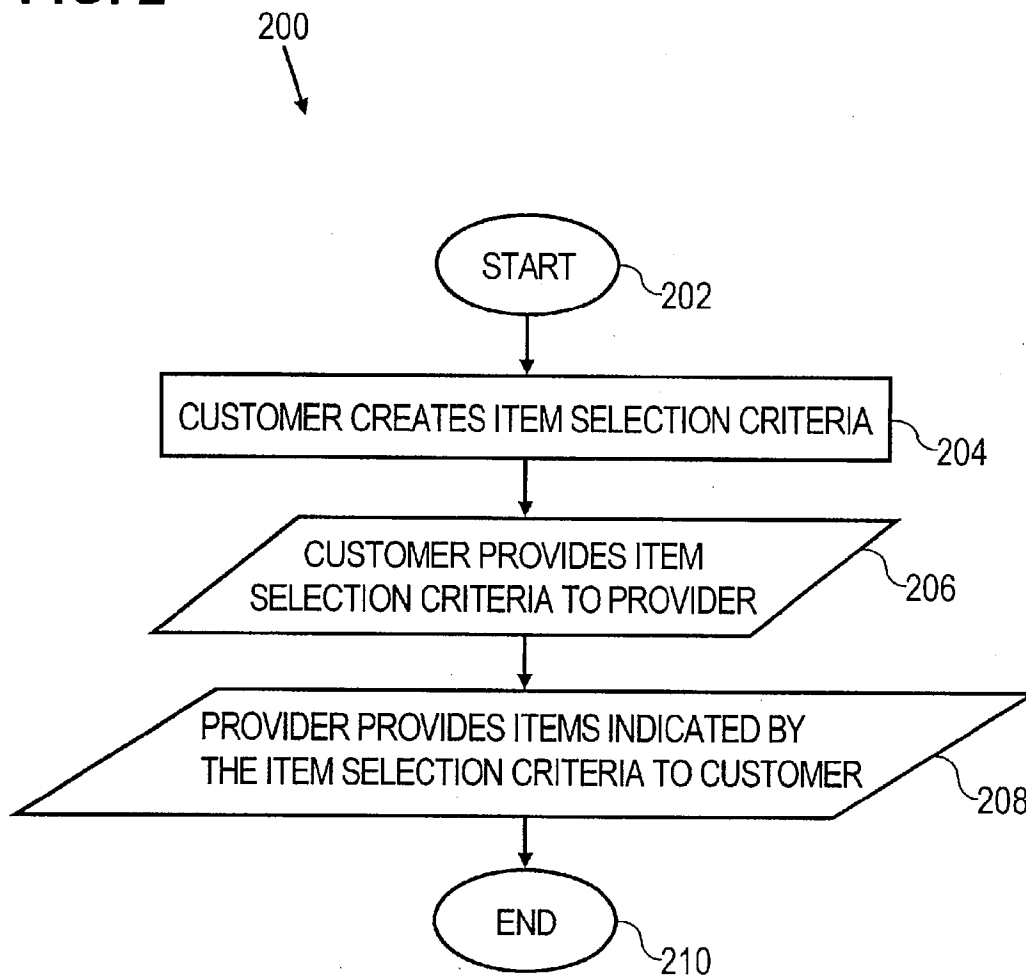 200
START
202
CUSTOMER CREATES ITEM SELECTION CRITERIA
204
CUSTOMER PROVIDES ITEM
SELECTION CRITERIA TO PROVIDER
206
PROVIDER PROVIDES ITEMS INDICATED BY
THE ITEM SELECTION CRITERIA TO CUSTOMER
208
END
210